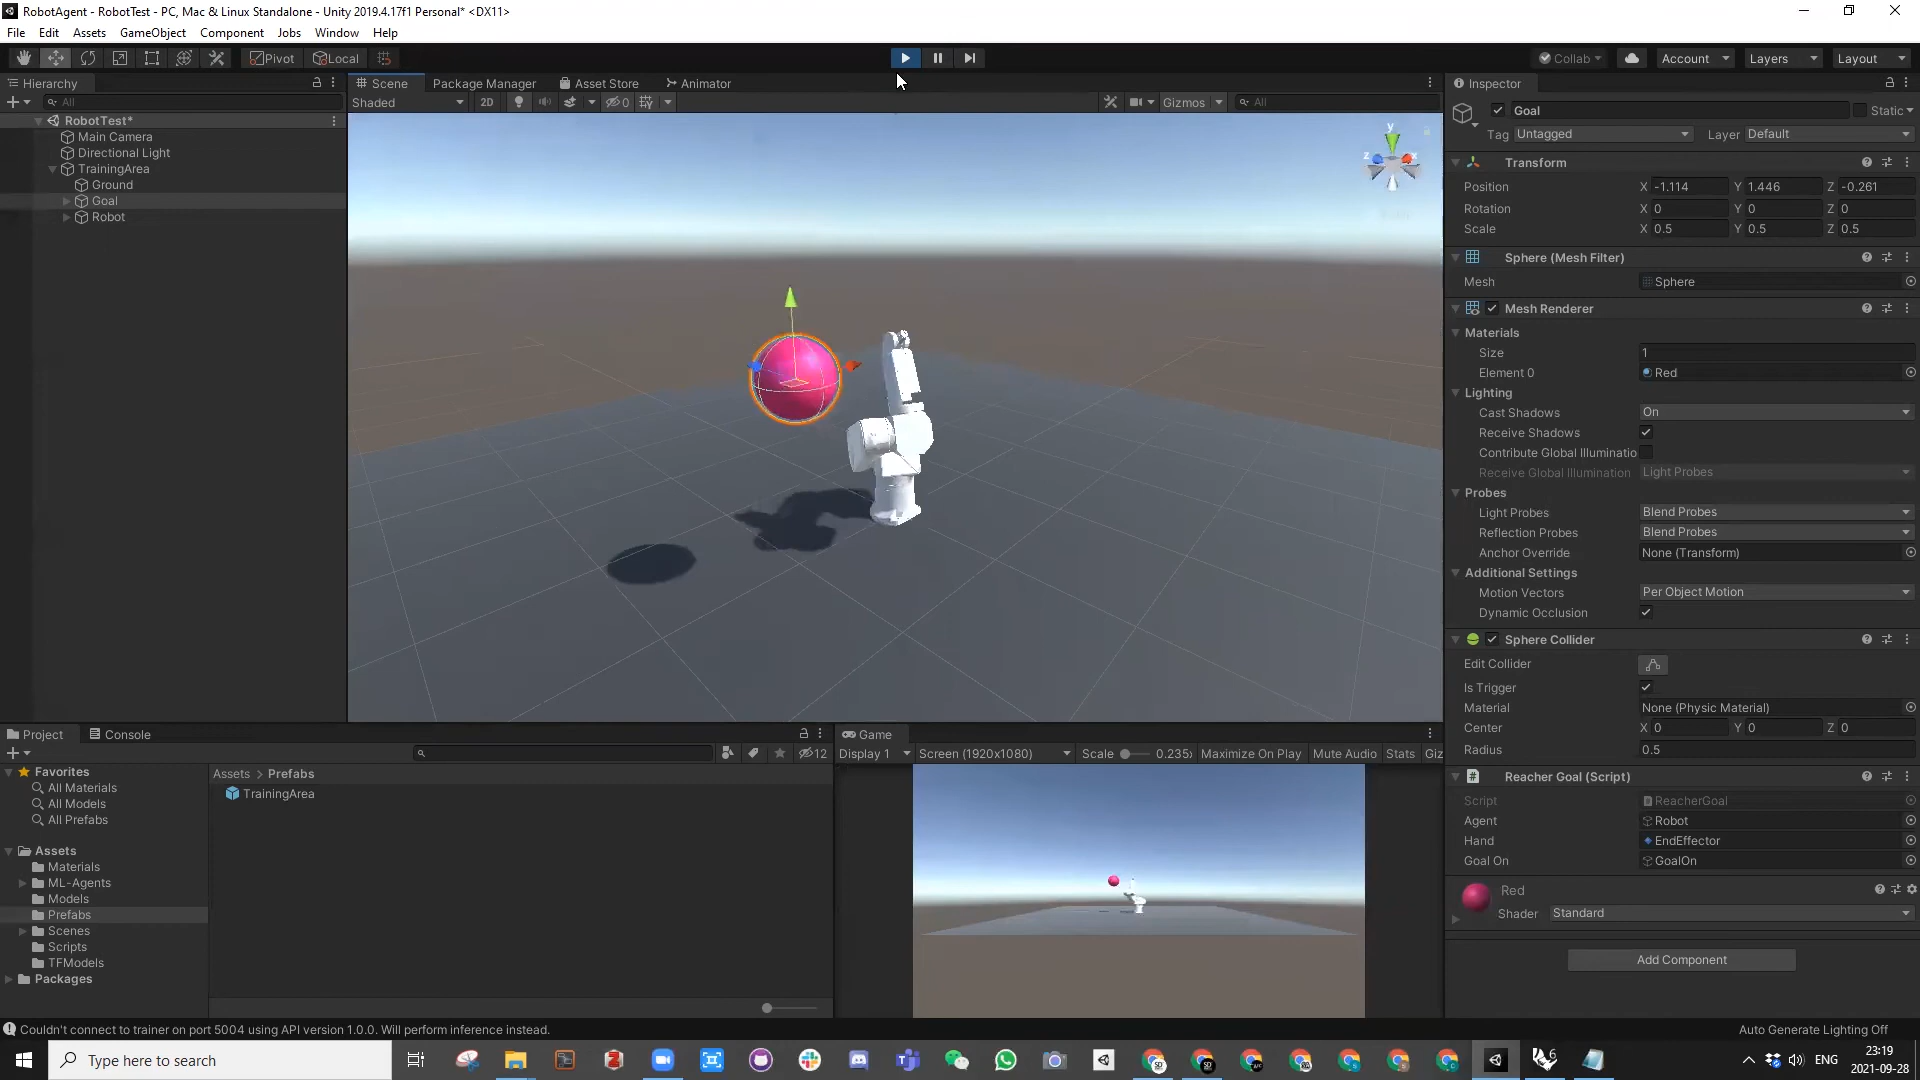 RobotAgent - RobotTest - PC, Mac & Linux Standalone - Unity 2019.4.17f1 Personal* <DX11>
File Edit Assets GameObject Component Jobs Window Help
Pivot Local Collab Account Layers Layout
Hierarchy
All
RobotTest*
Main Camera
Directional Light
TrainingArea
Ground
Goal
Robot
Scene Package Manager Asset Store Animator
Shaded 2D 0 Gizmos All
y
z x
Inspector
Goal Static
Tag Untagged Layer Default
Transform
Position X -1.114 Y 1.446 Z -0.261
Rotation X 0 Y 0 Z 0
Scale X 0.5 Y 0.5 Z 0.5
Sphere (Mesh Filter)
Mesh Sphere
Mesh Renderer
Materials
Size 1
Element 0 Red
Lighting
Cast Shadows On
Receive Shadows
Contribute Global Illuminatio
Receive Global Illumination Light Probes
Probes
Light Probes Blend Probes
Reflection Probes Blend Probes
Anchor Override None (Transform)
Additional Settings
Motion Vectors Per Object Motion
Dynamic Occlusion
Sphere Collider
Edit Collider
Is Trigger
Material None (Physic Material)
Center X 0 Y 0 Z 0
Radius 0.5
Reacher Goal (Script)
Script ReacherGoal
Agent Robot
Hand EndEffector
Goal On GoalOn
Red
Shader Standard
Add Component
Project Console
12
Favorites
All Materials
All Models
All Prefabs
Assets
Materials
ML-Agents
Models
Prefabs
Scenes
Scripts
TFModels
Packages
Assets > Prefabs
TrainingArea
Game
Display 1 Screen (1920x1080) Scale 0.235: Maximize On Play Mute Audio Stats Giz
Couldn't connect to trainer on port 5004 using API version 1.0.0. Will perform inference instead.
Auto Generate Lighting Off
Type here to search
ENG
23:19
2021-09-28